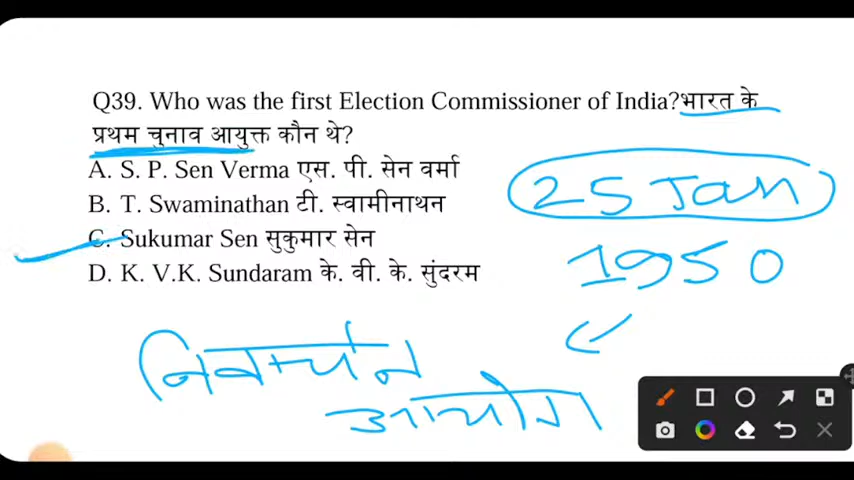 Q39. Who was the first Election Commissioner of India?भारत के
प्रथम चुनाव आयुक्त कौन थे?
A. S. P. Sen Verma एस. पी. सेन वर्मा
B. T. Swaminathan टी. स्वामीनाथन
C. Sukumar Sen सुकुमार सेन
D. K. V.K. Sundaram के. वी. के. सुंदरम
25 Jan
1950
निर्वाचन
आयोग